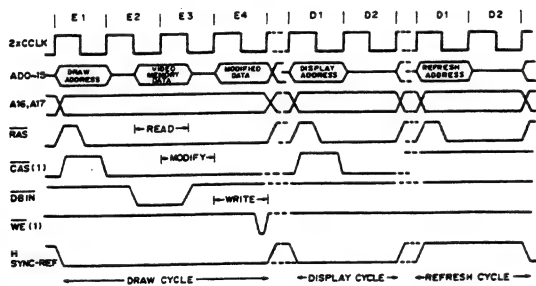 E1 E2 E3 E4 D1 D2 D1 D2
2xCCLK
AD0-15 DRAW ADDRESS VIDEO MEMORY DATA MODIFIED DATA DISPLAY ADDRESS REFRESH ADDRESS
A16,A17
RAS READ
CAS(1) MODIFY
DBIN WRITE
WE(1)
H SYNC-REF
DRAW CYCLE DISPLAY CYCLE REFRESH CYCLE